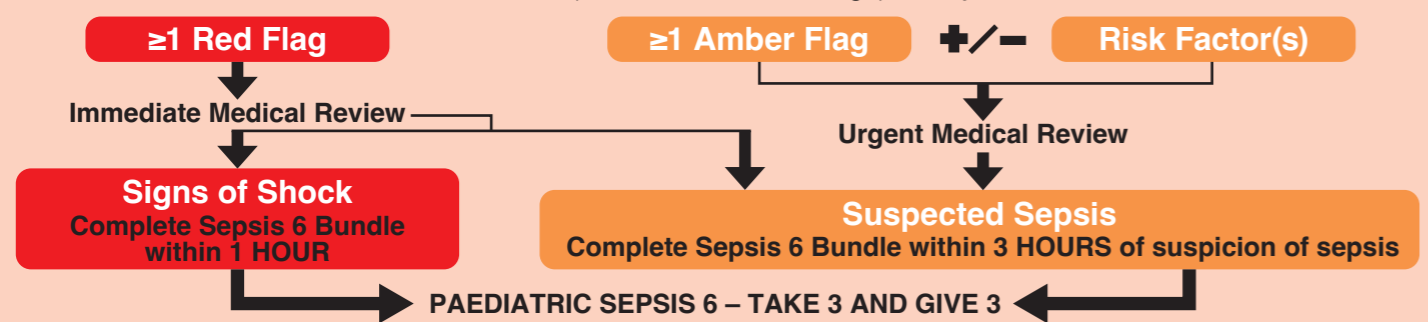 ≥1 Red Flag
≥1 Amber Flag +/− Risk Factor(s)
Immediate Medical Review
Urgent Medical Review
Signs of Shock
Complete Sepsis 6 Bundle
within 1 HOUR
Suspected Sepsis
Complete Sepsis 6 Bundle within 3 HOURS of suspicion of sepsis
PAEDIATRIC SEPSIS 6 – TAKE 3 AND GIVE 3